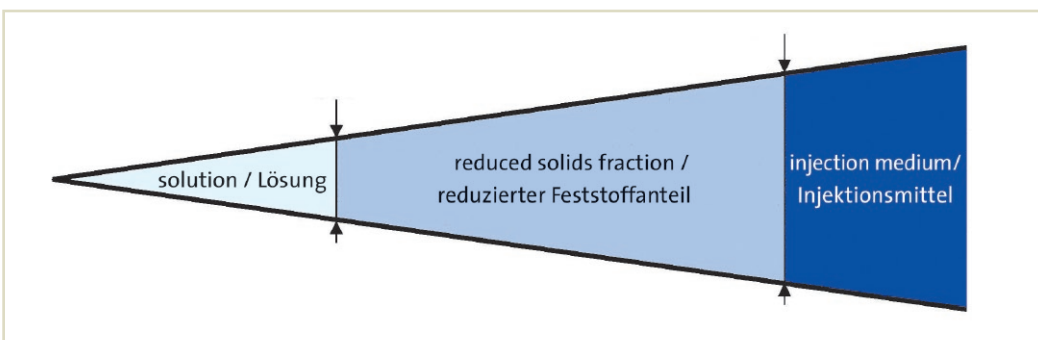 solution / Lösung
reduced solids fraction /
reduzierter Feststoffanteil
injection medium/
Injektionsmittel